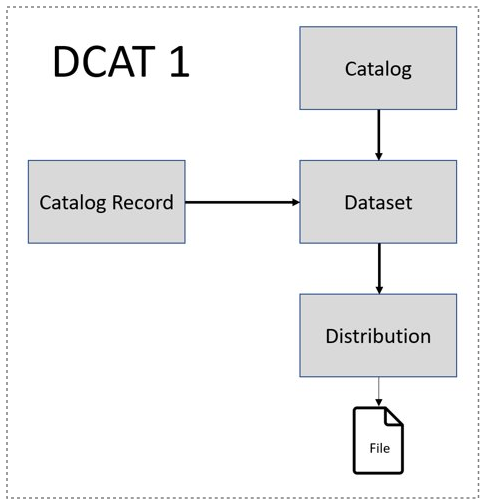 DCAT 1
Catalog
Catalog Record
Dataset
Distribution
File